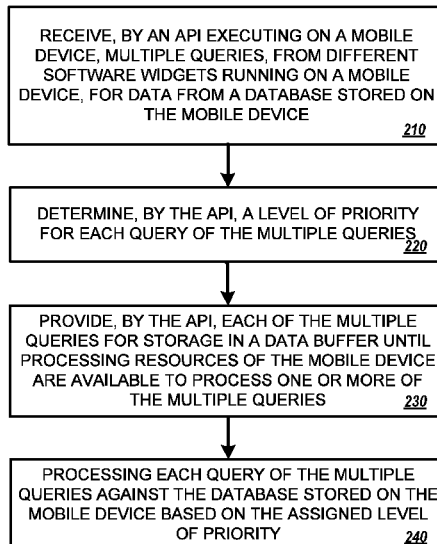 RECEIVE, BY AN API EXECUTING ON A MOBILE
DEVICE, MULTIPLE QUERIES, FROM DIFFERENT
SOFTWARE WIDGETS RUNNING ON A MOBILE
DEVICE, FOR DATA FROM A DATABASE STORED ON
THE MOBILE DEVICE
210
DETERMINE, BY THE API, A LEVEL OF PRIORITY
FOR EACH QUERY OF THE MULTIPLE QUERIES
220
PROVIDE, BY THE API, EACH OF THE MULTIPLE
QUERIES FOR STORAGE IN A DATA BUFFER UNTIL
PROCESSING RESOURCES OF THE MOBILE DEVICE
ARE AVAILABLE TO PROCESS ONE OR MORE OF
THE MULTIPLE QUERIES
230
PROCESSING EACH QUERY OF THE MULTIPLE
QUERIES AGAINST THE DATABASE STORED ON THE
MOBILE DEVICE BASED ON THE ASSIGNED LEVEL
OF PRIORITY
240